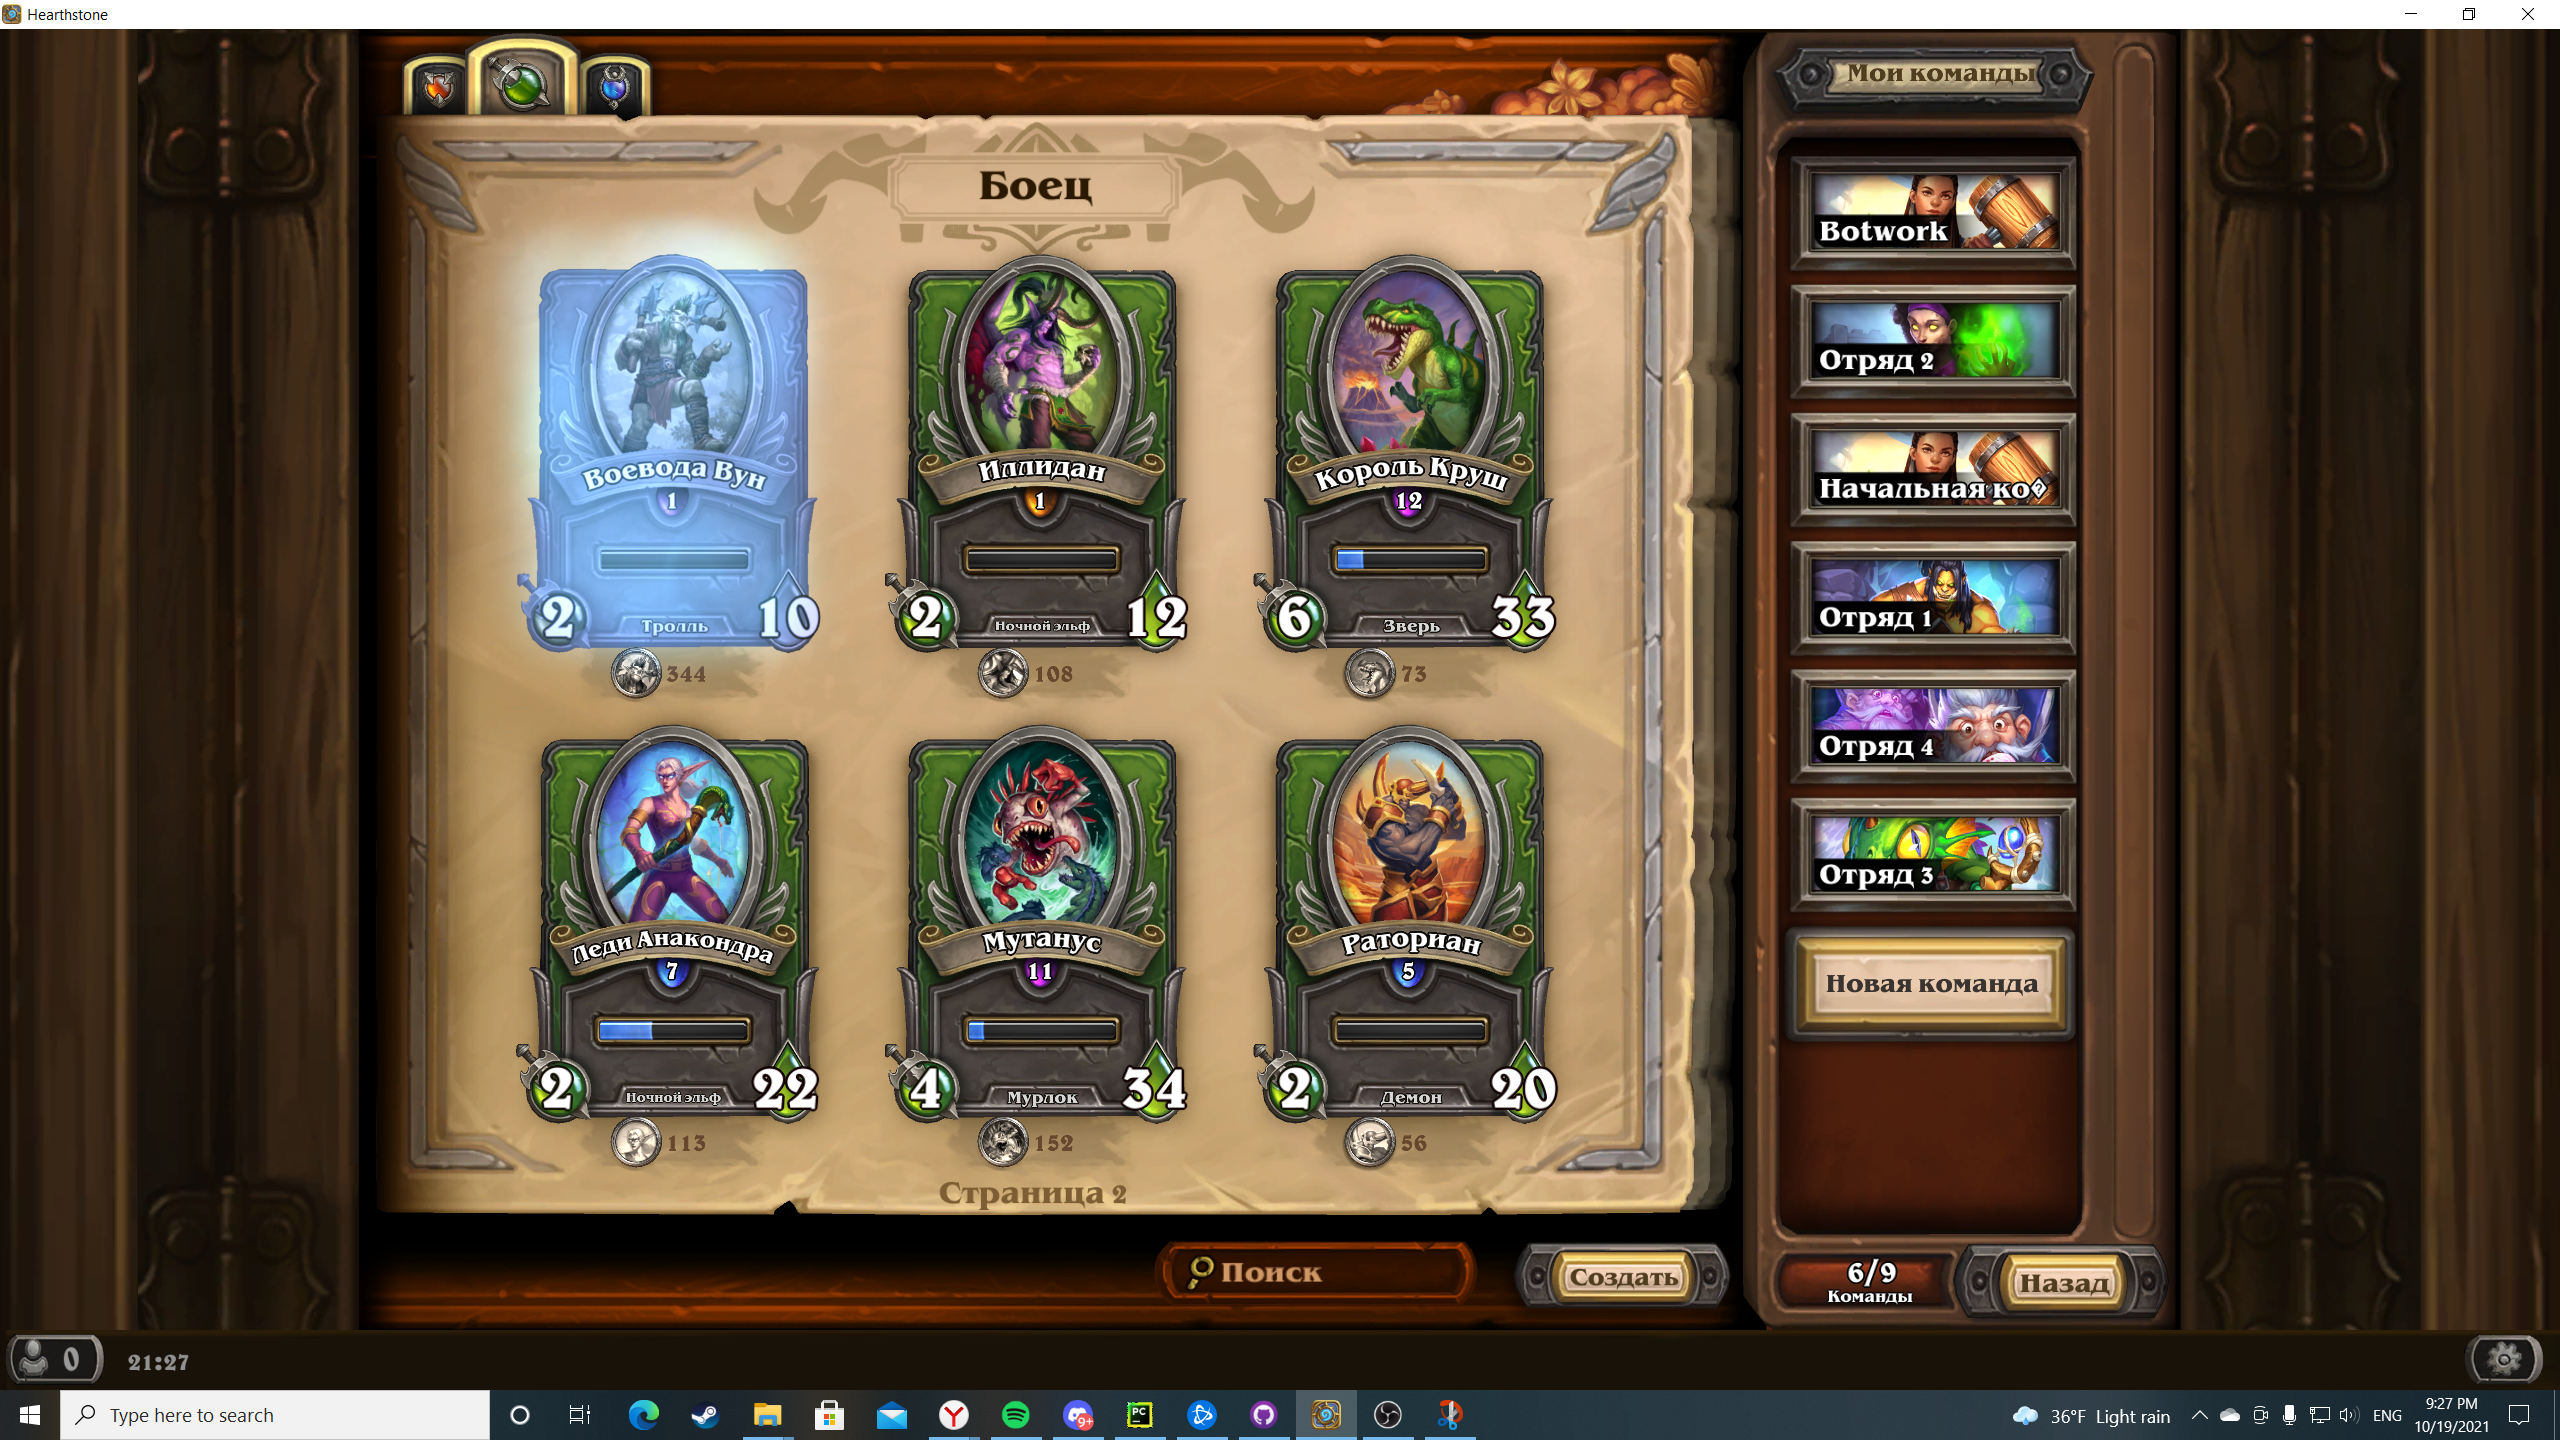 Hearthstone
Мои команды
Боец
Воевода Вун
1
2
Тролль
10
344
Иллидан
1
2
Ночной эльф
12
108
Король Круш
12
6
Зверь
33
73
Леди Анакондра
7
2
Ночной эльф
22
113
Мутанус
11
4
Мурлок
34
152
Раториан
5
2
Демон
20
56
Страница 2
Botwork
Отряд 2
Начальная ко�
Отряд 1
Отряд 4
Отряд 3
Новая команда
Поиск
Создать
6/9
Команды
Назад
0
21:27
Type here to search
9+
PC
36°F Light rain
ENG
9:27 PM
10/19/2021